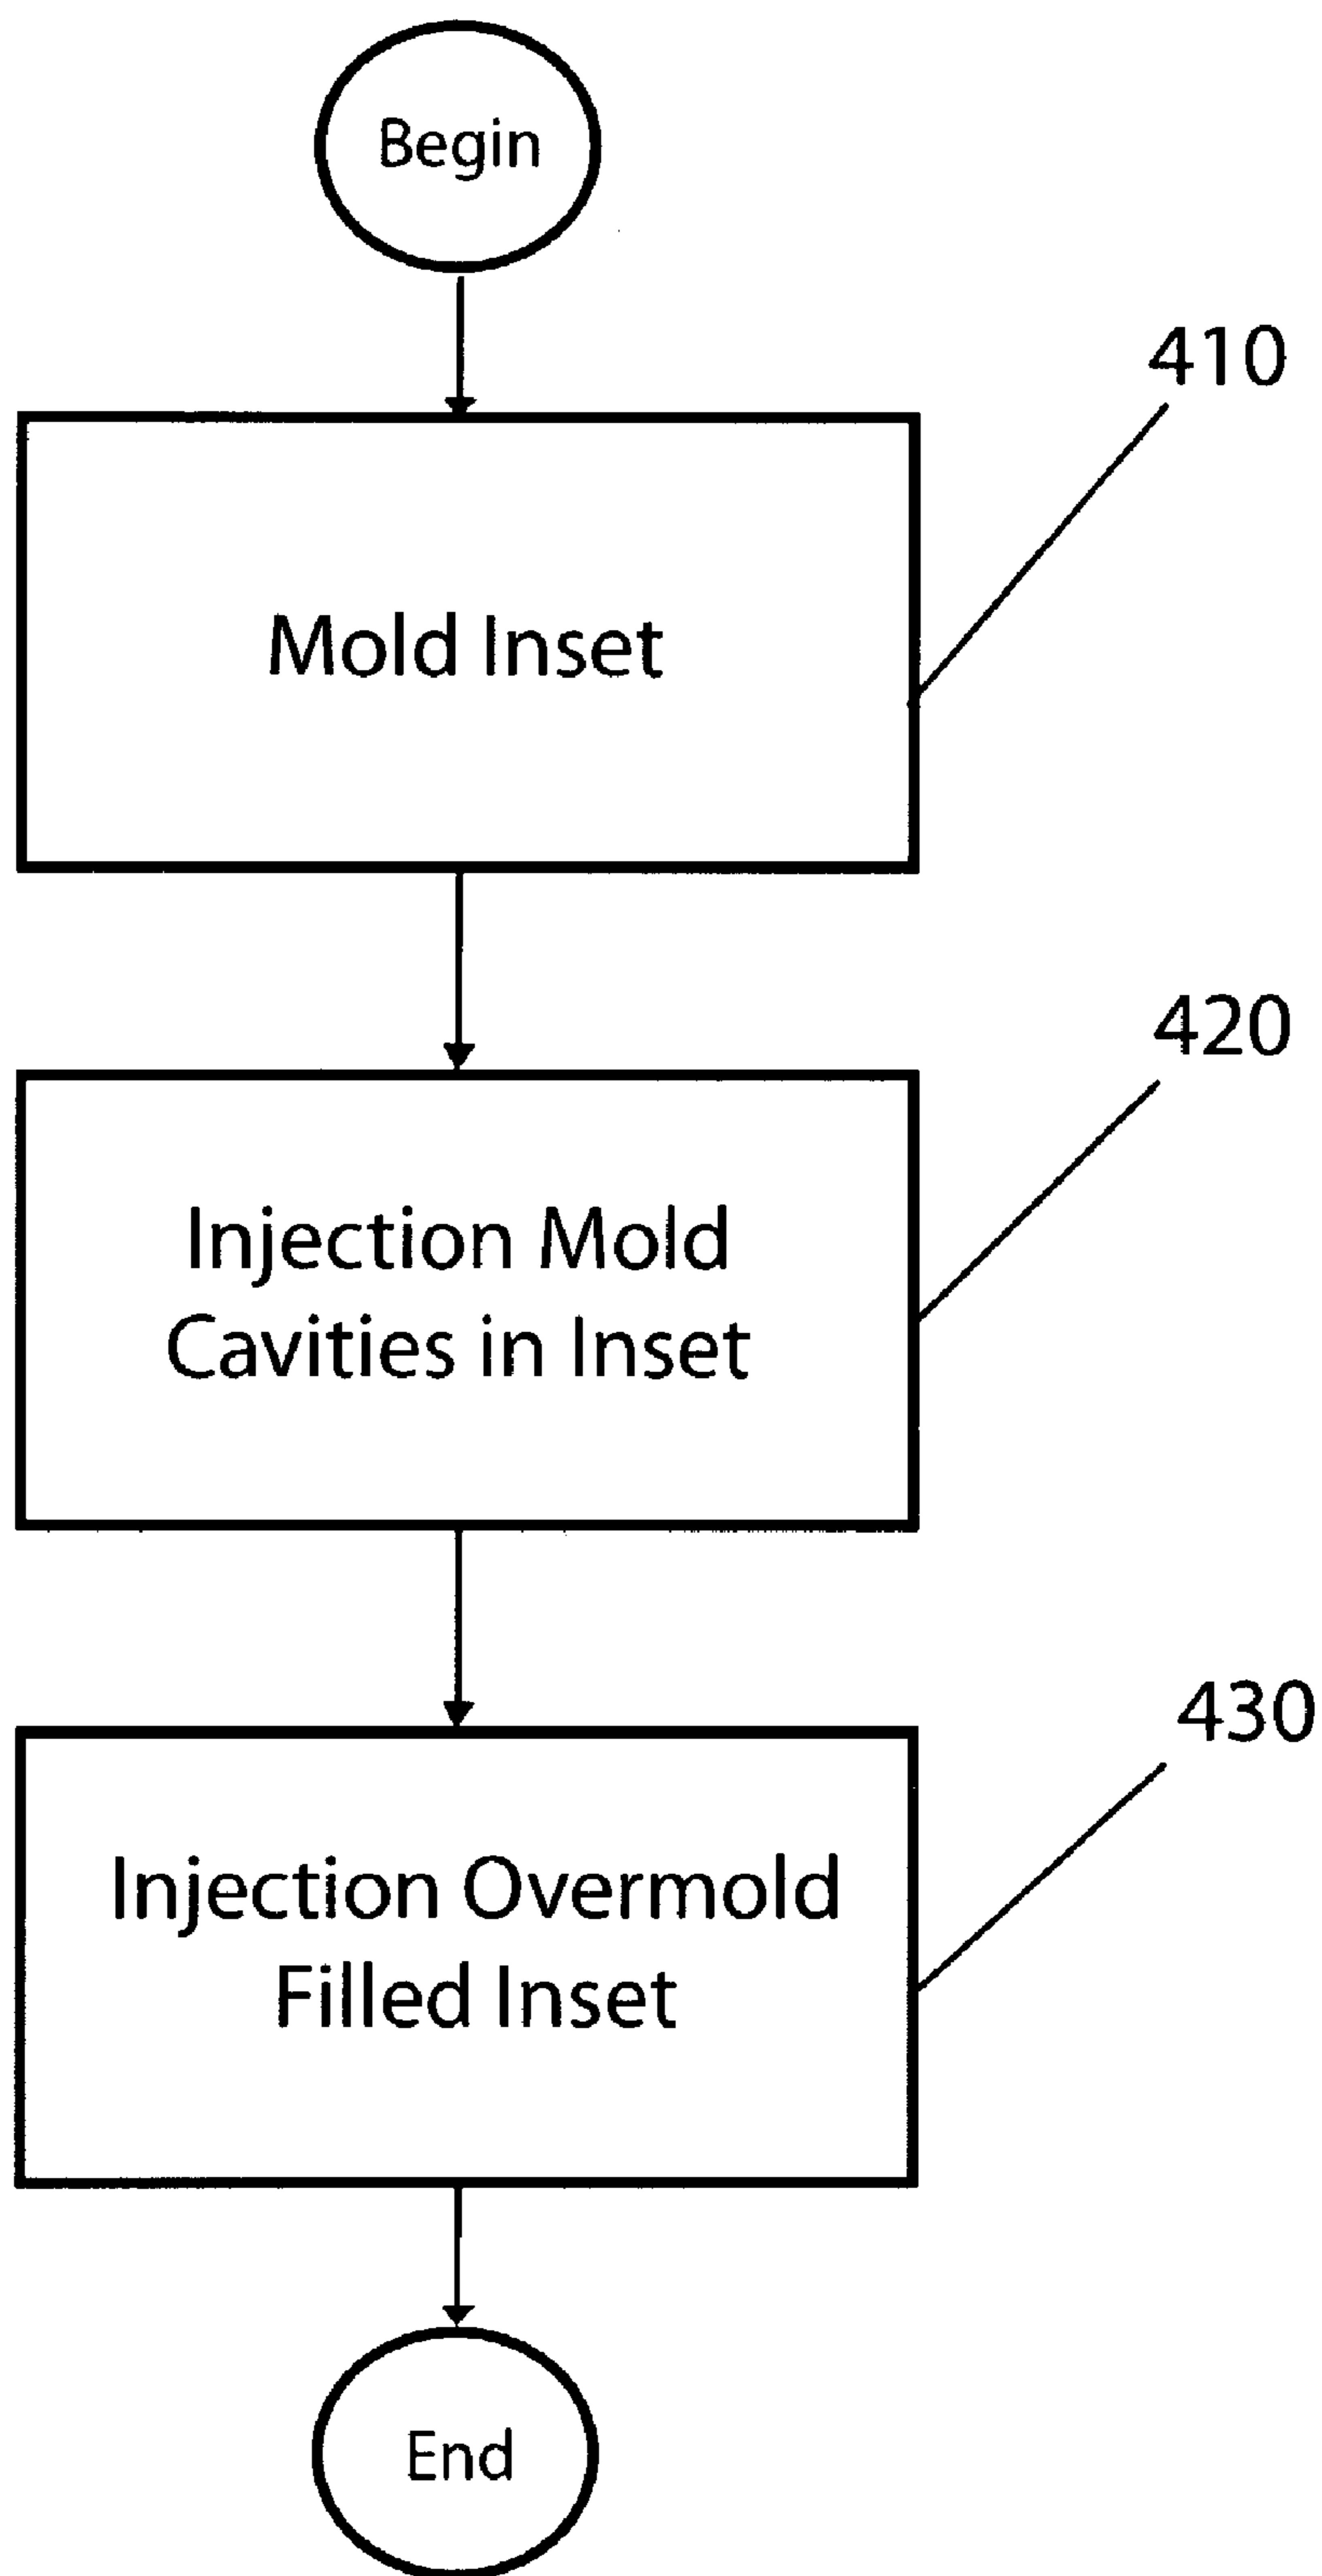 Begin
410
Mold Inset
420
Injection Mold
Cavities in Inset
430
Injection Overmold
Filled Inset
End